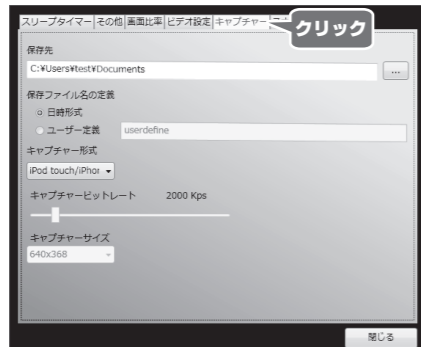 スリープタイマー その他 画面比率 ビデオ設定 キャプチャー
クリック
保存先
C:¥Users¥test¥Documents
...
保存ファイル名の定義
日時形式
ユーザー定義 userdefine
キャプチャー形式
iPod touch/iPhor
キャプチャービットレート 2000 Kps
キャプチャーサイズ
640x368
閉じる